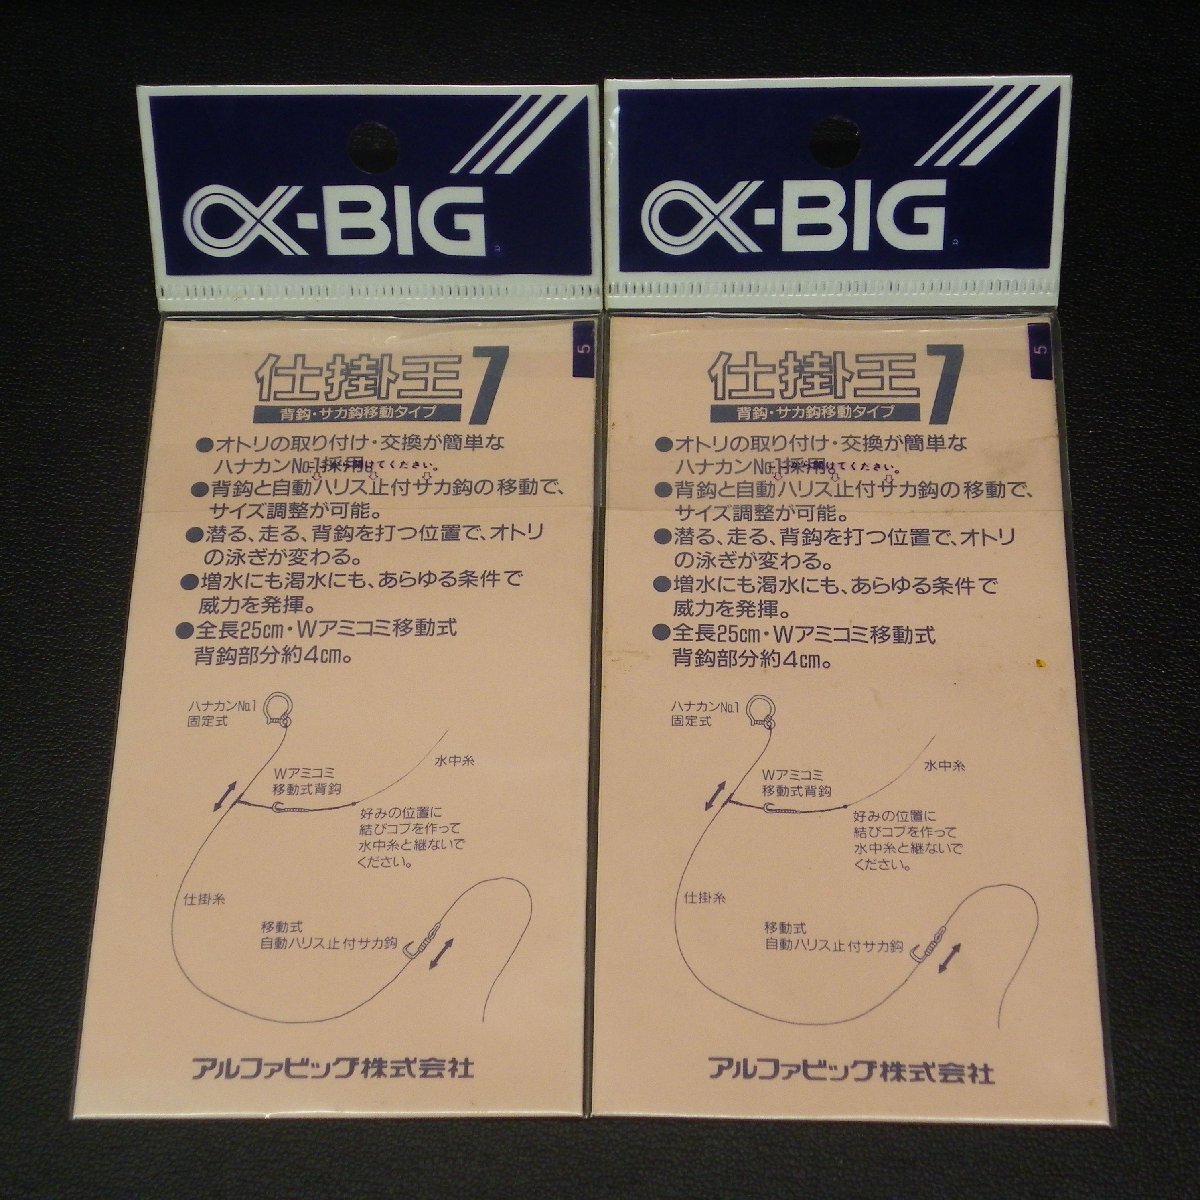 α-BIG
仕掛王7
5
背鈎・サカ鈎移動タイプ
●オトリの取り付け・交換が簡単な
ハナカンNo.1採用。
●背鈎と自動ハリス止付サカ鈎の移動で、
サイズ調整が可能。
●潜る、走る、背鈎を打つ位置で、オトリ
の泳ぎが変わる。
●増水にも渇水にも、あらゆる条件で
威力を発揮。
●全長25cm・Wアミコミ移動式
背鈎部分約4cm。
ハナカンNo.1
固定式
Wアミコミ
移動式背鈎
水中糸
好みの位置に
結びコブを作って
水中糸と継ないで
ください。
仕掛糸
移動式
自動ハリス止付サカ鈎
アルファビッグ株式会社
α-BIG
仕掛王7
5
背鈎・サカ鈎移動タイプ
●オトリの取り付け・交換が簡単な
ハナカンNo.1採用。
●背鈎と自動ハリス止付サカ鈎の移動で、
サイズ調整が可能。
●潜る、走る、背鈎を打つ位置で、オトリ
の泳ぎが変わる。
●増水にも渇水にも、あらゆる条件で
威力を発揮。
●全長25cm・Wアミコミ移動式
背鈎部分約4cm。
ハナカンNo.1
固定式
Wアミコミ
移動式背鈎
水中糸
好みの位置に
結びコブを作って
水中糸と継ないで
ください。
仕掛糸
移動式
自動ハリス止付サカ鈎
アルファビッグ株式会社